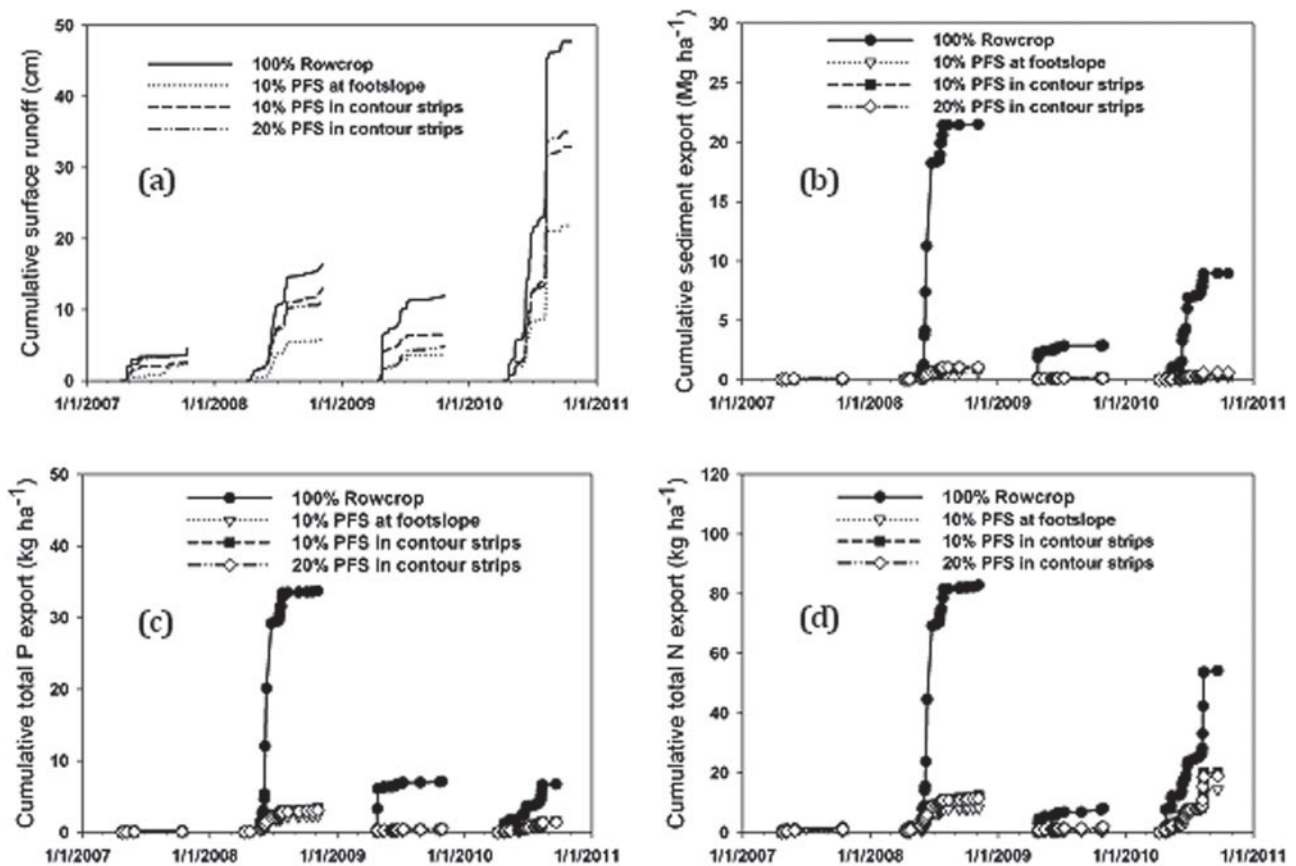 Cumulative surface runoff (cm)
50
40
30
20
10
0
100% Rowcrop
10% PFS at footslope
10% PFS in contour strips
20% PFS in contour strips
(a)
1/1/2007 1/1/2008 1/1/2009 1/1/2010 1/1/2011
Cumulative sediment export (Mg ha⁻¹)
30
25
20
15
10
5
0
100% Rowcrop
10% PFS at footslope
10% PFS in contour strips
20% PFS in contour strips
(b)
1/1/2007 1/1/2008 1/1/2009 1/1/2010 1/1/2011
Cumulative total P export (kg ha⁻¹)
50
40
30
20
10
0
100% Rowcrop
10% PFS at footslope
10% PFS in contour strips
20% PFS in contour strips
(c)
1/1/2007 1/1/2008 1/1/2009 1/1/2010 1/1/2011
Cumulative total N export (kg ha⁻¹)
120
100
80
60
40
20
0
100% Rowcrop
10% PFS at footslope
10% PFS in contour strips
20% PFS in contour strips
(d)
1/1/2007 1/1/2008 1/1/2009 1/1/2010 1/1/2011